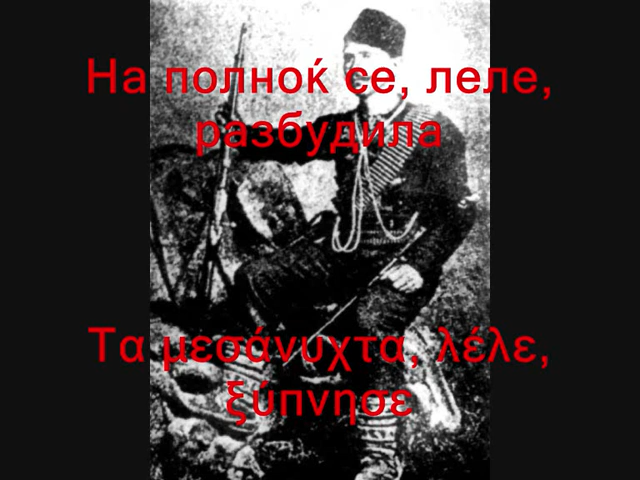 На полноќ се, леле,
разбудила
Τα μεσάνυχτα, λέλε,
ξύπνησε